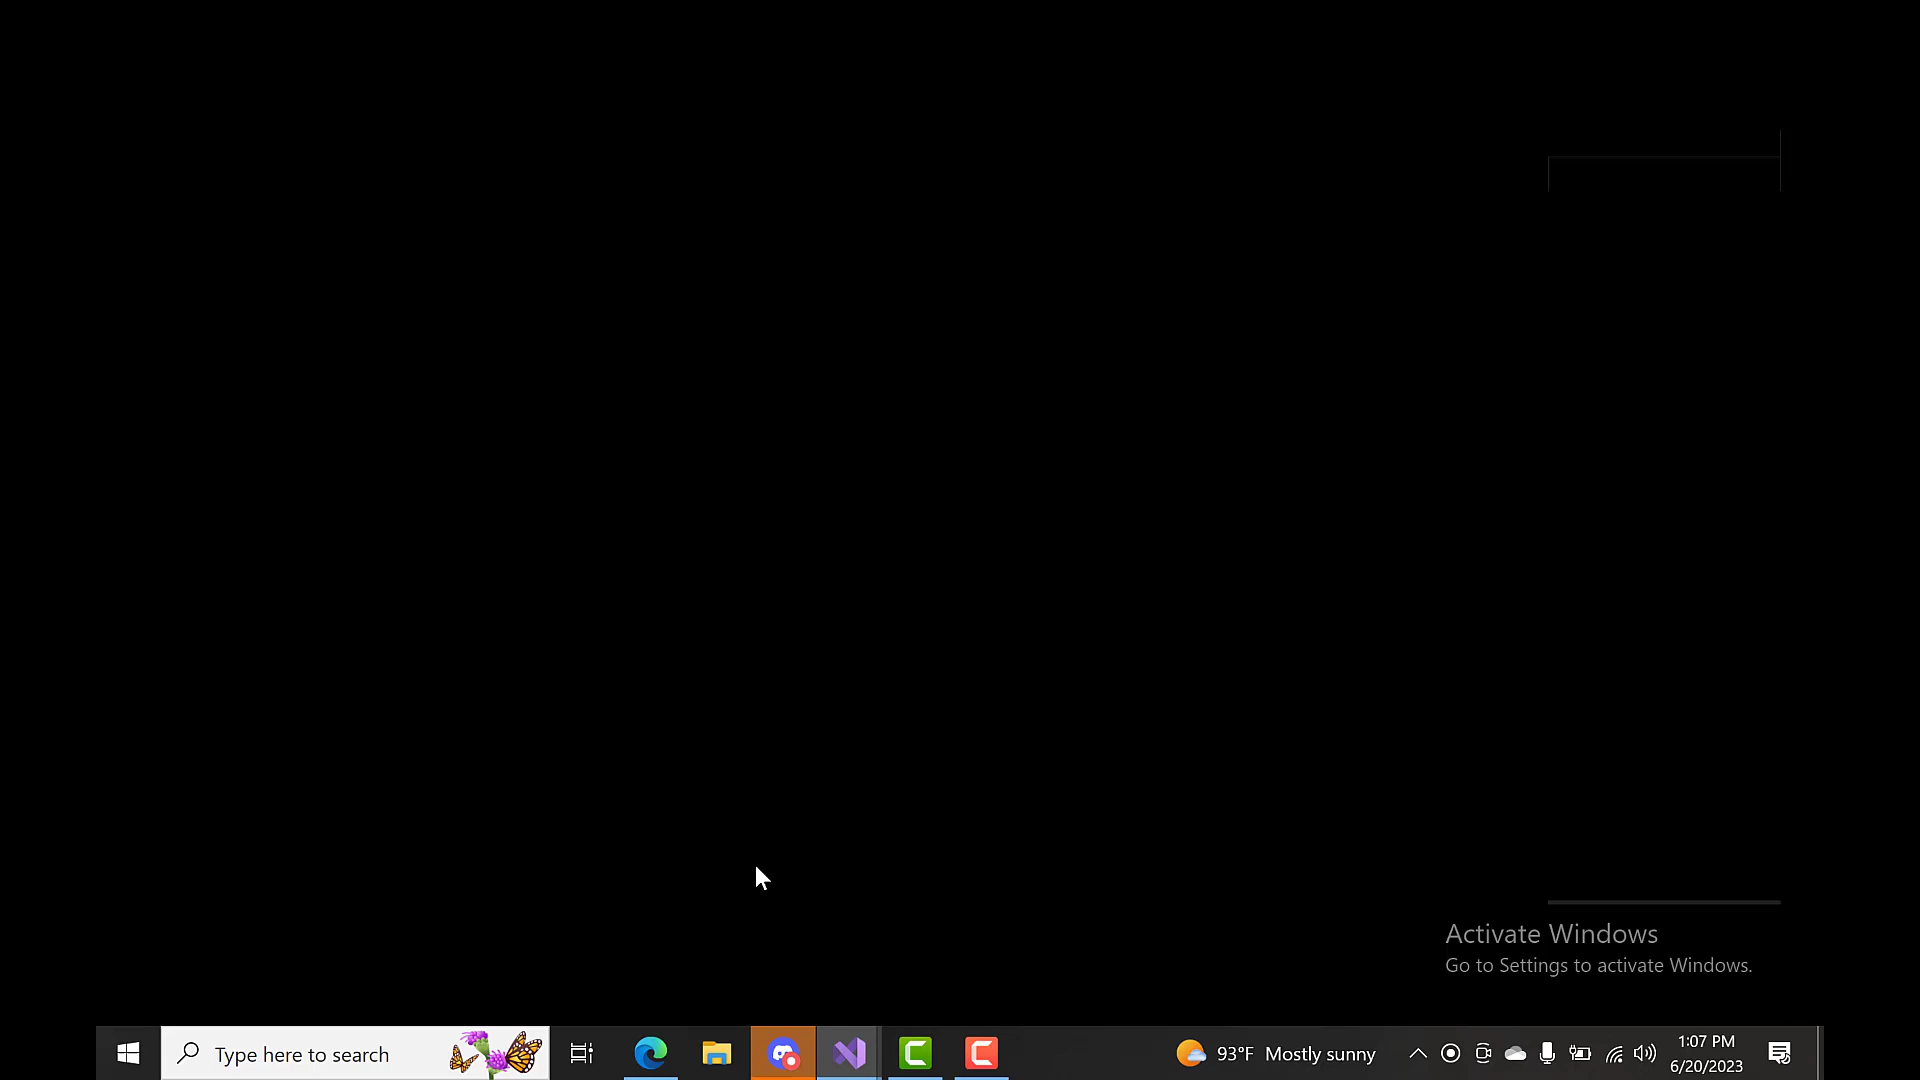 Activate Windows
Go to Settings to activate Windows.
Type here to search
93°F Mostly sunny
1:07 PM
6/20/2023